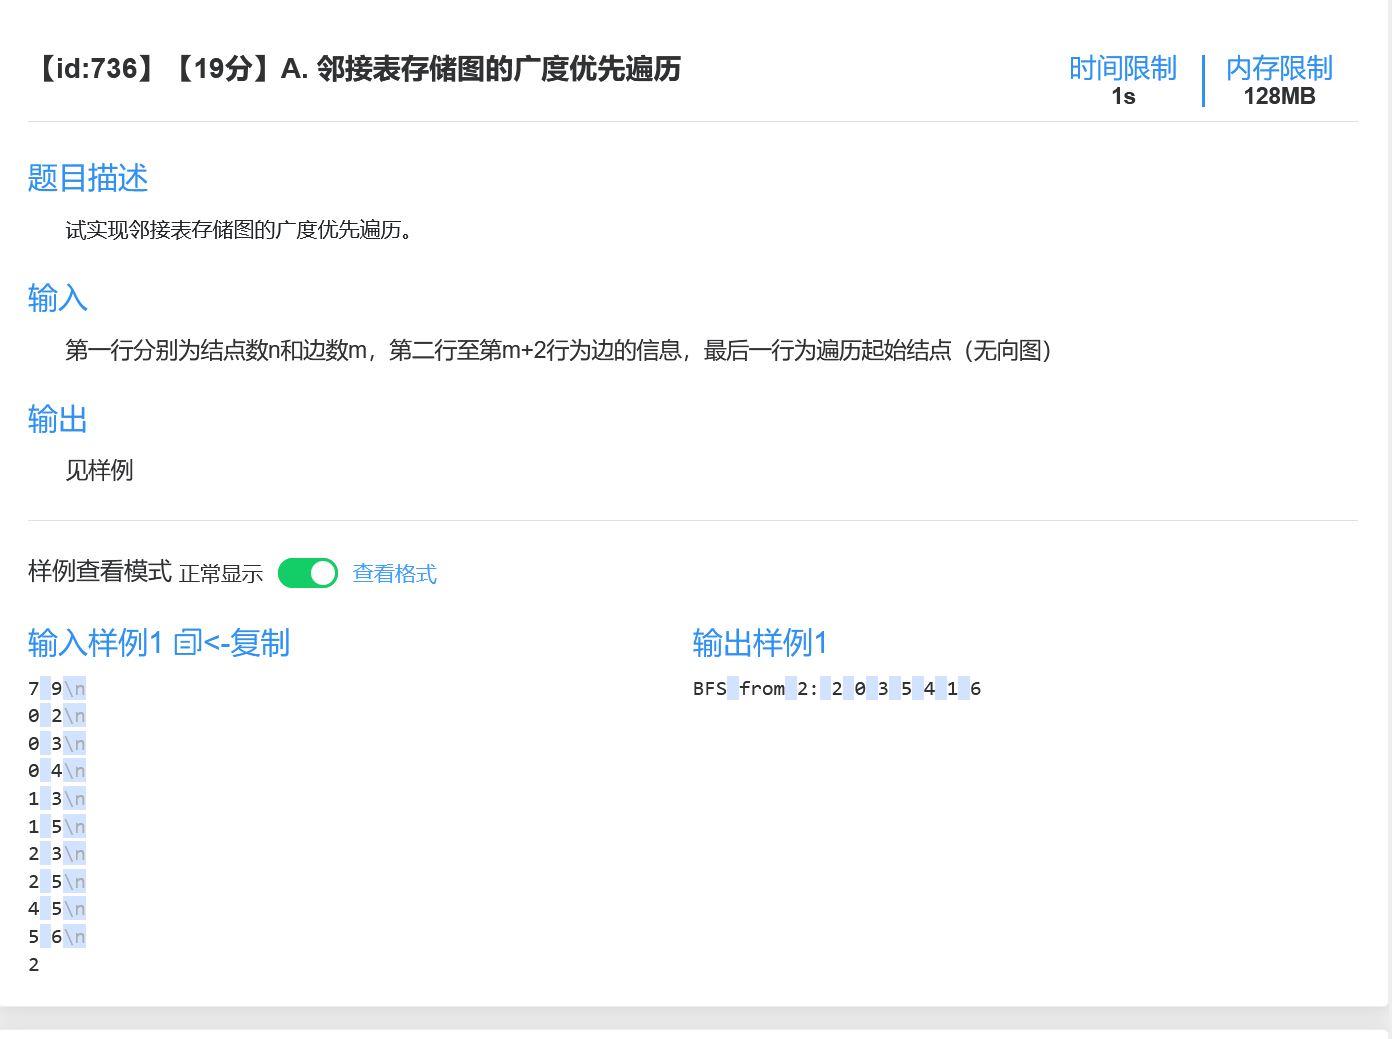 【id:736】【19分】A. 邻接表存储图的广度优先遍历
时间限制
1s
内存限制
128MB
题目描述
试实现邻接表存储图的广度优先遍历。
输入
第一行分别为结点数n和边数m，第二行至第m+2行为边的信息，最后一行为遍历起始结点（无向图）
输出
见样例
样例查看模式 正常显示 查看格式
输入样例1 <-复制
7 9\n
0 2\n
0 3\n
0 4\n
1 3\n
1 5\n
2 3\n
2 5\n
4 5\n
5 6\n
2
输出样例1
BFS from 2: 2 0 3 5 4 1 6